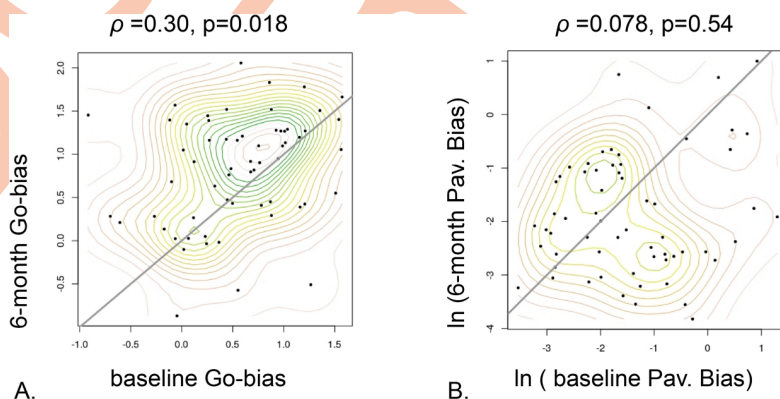 ρ =0.30, p=0.018
2.0
1.5
1.0
0.5
0.0
-0.5
6-month Go-bias
-1.0
-0.5
0.0
0.5
1.0
1.5
baseline Go-bias
A.
ρ =0.078, p=0.54
1
0
-1
-2
-3
-4
ln (6-month Pav. Bias)
-3
-2
-1
0
1
ln ( baseline Pav. Bias)
B.